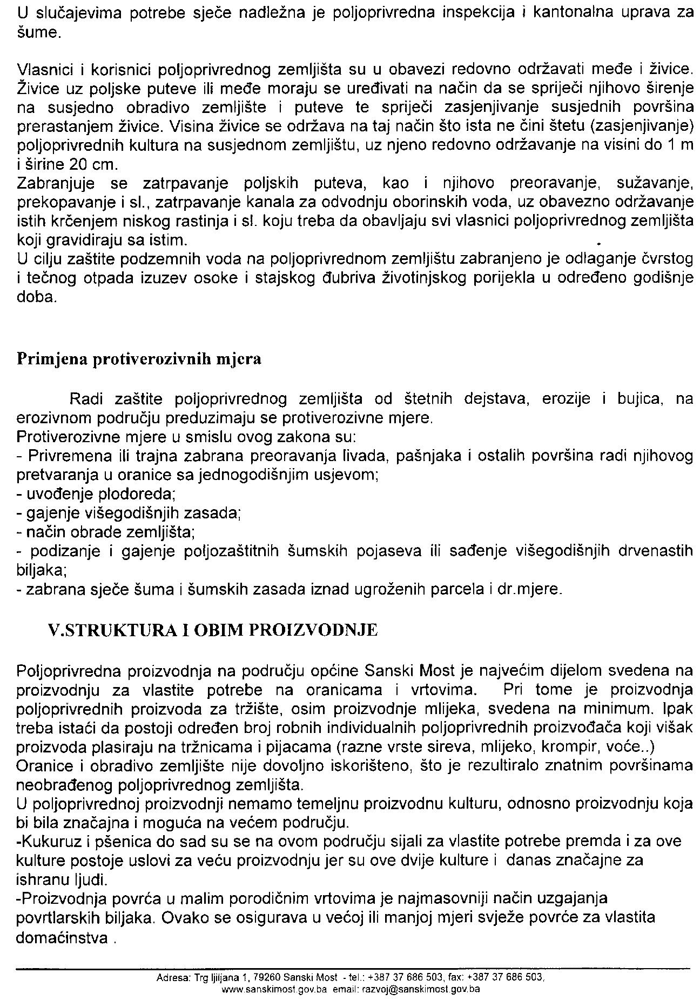 U slučajevima potrebe sječe nadležna je poljoprivredna inspekcija i kantonalna uprava za
šume.
Vlasnici i korisnici poljoprivrednog zemljišta su u obavezi redovno održavati međe i živice.
Živice uz poljske puteve ili međe moraju se uređivati na način da se spriječi njihovo širenje
na susjedno obradivo zemljište i puteve te spriječi zasjenjivanje susjednih površina
prerastanjem živice. Visina živice se održava na taj način što ista ne čini štetu (zasjenjivanje)
poljoprivrednih kultura na susjednom zemljištu, uz njeno redovno održavanje na visini do 1 m
i širine 20 cm.
Zabranjuje se zatrpavanje poljskih puteva, kao i njihovo preoravanje, sužavanje,
prekopavanje i sl., zatrpavanje kanala za odvodnju oborinskih voda, uz obavezno održavanje
istih krčenjem niskog rastinja i sl. koju treba da obavljaju svi vlasnici poljoprivrednog zemljišta
koji gravidiraju sa istim.
U cilju zaštite podzemnih voda na poljoprivrednom zemljištu zabranjeno je odlaganje čvrstog
i tečnog otpada izuzev osoke i stajskog đubriva životinjskog porijekla u određeno godišnje
doba.
Primjena protiverozivnih mjera
Radi zaštite poljoprivrednog zemljišta od štetnih dejstava, erozije i bujica, na
erozivnom području preduzimaju se protiverozivne mjere.
Protiverozivne mjere u smislu ovog zakona su:
- Privremena ili trajna zabrana preoravanja livada, pašnjaka i ostalih površina radi njihovog
pretvaranja u oranice sa jednogodišnjim usjevom;
- uvođenje plodoreda;
- gajenje višegodišnjih zasada;
- način obrade zemljišta;
- podizanje i gajenje poljozaštitnih šumskih pojaseva ili sađenje višegodišnjih drvenastih
biljaka;
- zabrana sječe šuma i šumskih zasada iznad ugroženih parcela i dr.mjere.
V.STRUKTURA I OBIM PROIZVODNJE
Poljoprivredna proizvodnja na području općine Sanski Most je najvećim dijelom svedena na
proizvodnju za vlastite potrebe na oranicama i vrtovima. Pri tome je proizvodnja
poljoprivrednih proizvoda za tržište, osim proizvodnje mlijeka, svedena na minimum. Ipak
treba istaći da postoji određen broj robnih individualnih poljoprivrednih proizvođača koji višak
proizvoda plasiraju na tržnicama i pijacama (razne vrste sireva, mlijeko, krompir, voće..)
Oranice i obradivo zemljište nije dovoljno iskorišteno, što je rezultiralo znatnim površinama
neobrađenog poljoprivrednog zemljišta.
U poljoprivrednoj proizvodnji nemamo temeljnu proizvodnu kulturu, odnosno proizvodnju koja
bi bila značajna i moguća na većem području.
-Kukuruz i pšenica do sad su se na ovom području sijali za vlastite potrebe premda i za ove
kulture postoje uslovi za veću proizvodnju jer su ove dvije kulture i danas značajne za
ishranu ljudi.
-Proizvodnja povrća u malim porodičnim vrtovima je najmasovniji način uzgajanja
povrtlarskih biljaka. Ovako se osigurava u većoj ili manjoj mjeri svježe povrće za vlastita
domaćinstva .
Adresa: Trg ljiljana 1, 79260 Sanski Most - tel.: +387 37 686 503, fax: +387 37 686 503,
www.sanskimost.gov.ba email: razvoj@sanskimost.gov.ba